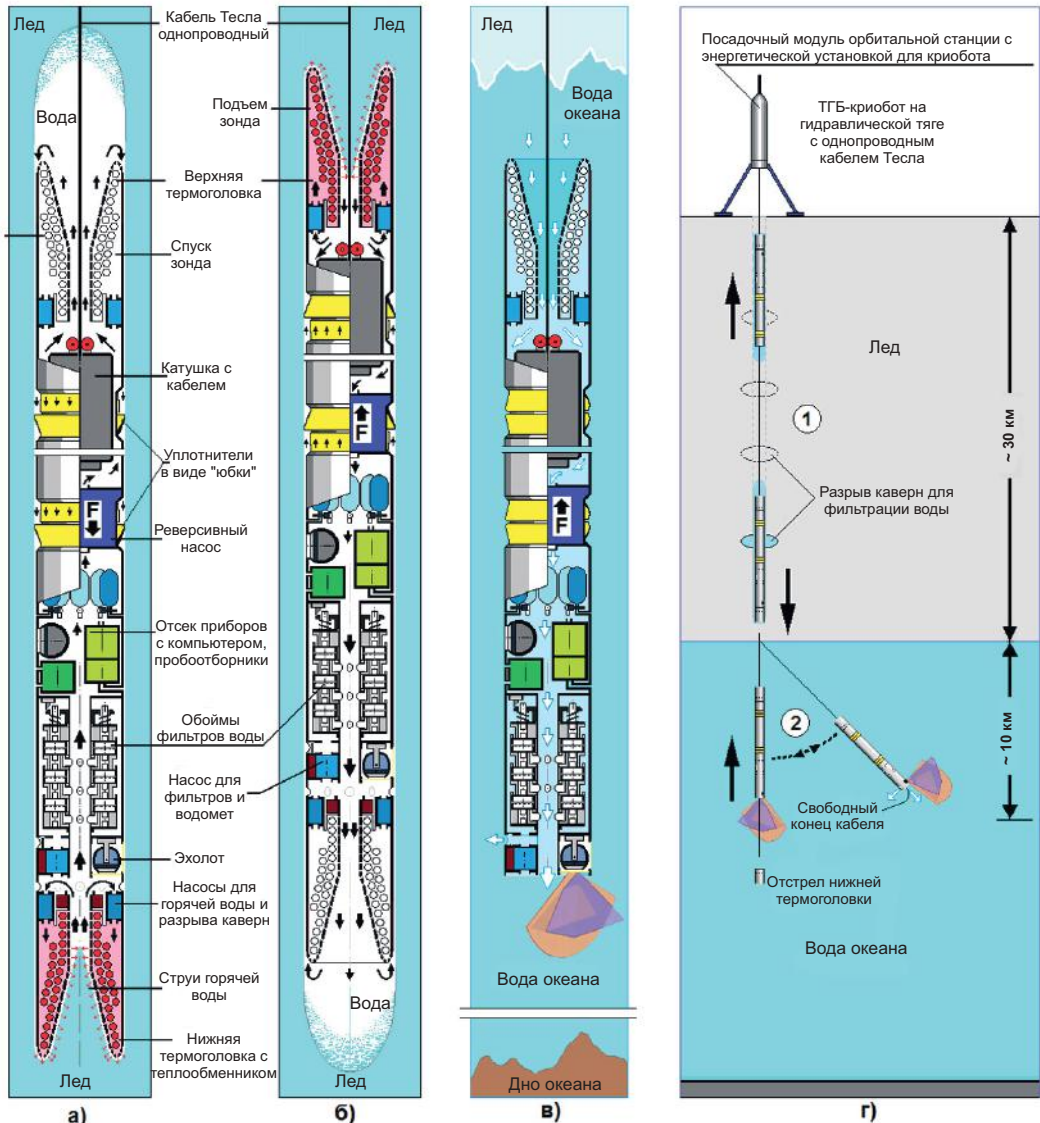 Лед
Кабель Тесла
однопроводный
Лед
Лед
Вода
Подъем
зонда
Вода
океана
Верхняя
термоголовка
Спуск
зонда
Катушка с
кабелем
Уплотнители
в виде "юбки"
F
F
F
Реверсивный
насос
Отсек приборов
с компьютером,
пробоотборники
Обоймы
фильтров воды
Насос для
фильтров и
водомет
Эхолот
Насосы для
горячей воды и
разрыва каверн
Струи горячей
воды
Вода
Вода океана
Нижняя
термоголовка с
теплообменником
Лед
Лед
Дно океана
а)
б)
в)
Посадочный модуль орбитальной станции с
энергетической установкой для криобота
ТГБ-криобот на
гидравлической тяге
с однопроводным
кабелем Тесла
Лед
1
~ 30 км
Разрыв каверн для
фильтрации воды
2
~ 10 км
Свободный
конец кабеля
Отстрел нижней
термоголовки
Вода океана
г)